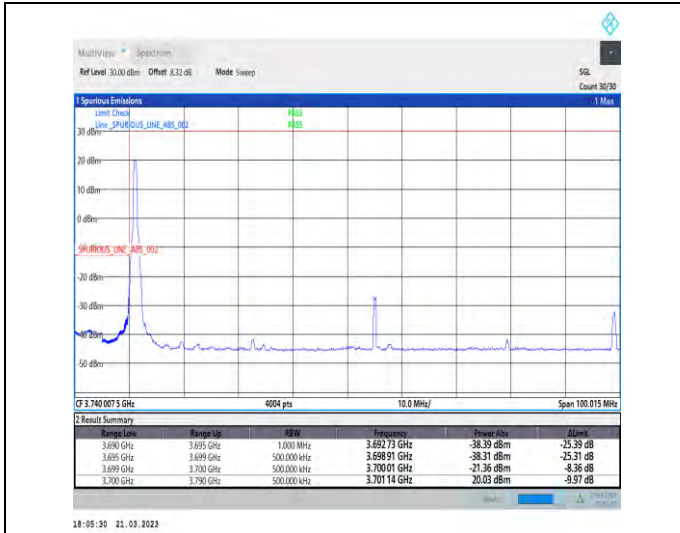 MultiView Spectrum
Ref Level 30.00 dBm Offset 8.32 dB Mode Sweep SGL
Count 30/30
1 Spurious Emissions 1 Max
Limit Check PASS
Line _SPURIOUS_LINE_ABS_002 PASS
30 dBm
20 dBm
10 dBm
0 dBm
_SPURIOUS_LINE_ABS_002
-20 dBm
-30 dBm
-40 dBm
-50 dBm
CF 3.740 007 5 GHz 4004 pts 10.0 MHz/ Span 100.015 MHz
2 Result Summary
Range Low Range Up RBW Frequency Power Abs ΔLimit
3.690 GHz 3.695 GHz 1.000 MHz 3.692 73 GHz -38.39 dBm -25.39 dB
3.695 GHz 3.699 GHz 500.000 kHz 3.698 91 GHz -38.31 dBm -25.31 dB
3.699 GHz 3.700 GHz 500.000 kHz 3.700 01 GHz -21.36 dBm -8.36 dB
3.700 GHz 3.790 GHz 500.000 kHz 3.701 14 GHz 20.03 dBm -9.97 dB
18:05:30 21.03.2023